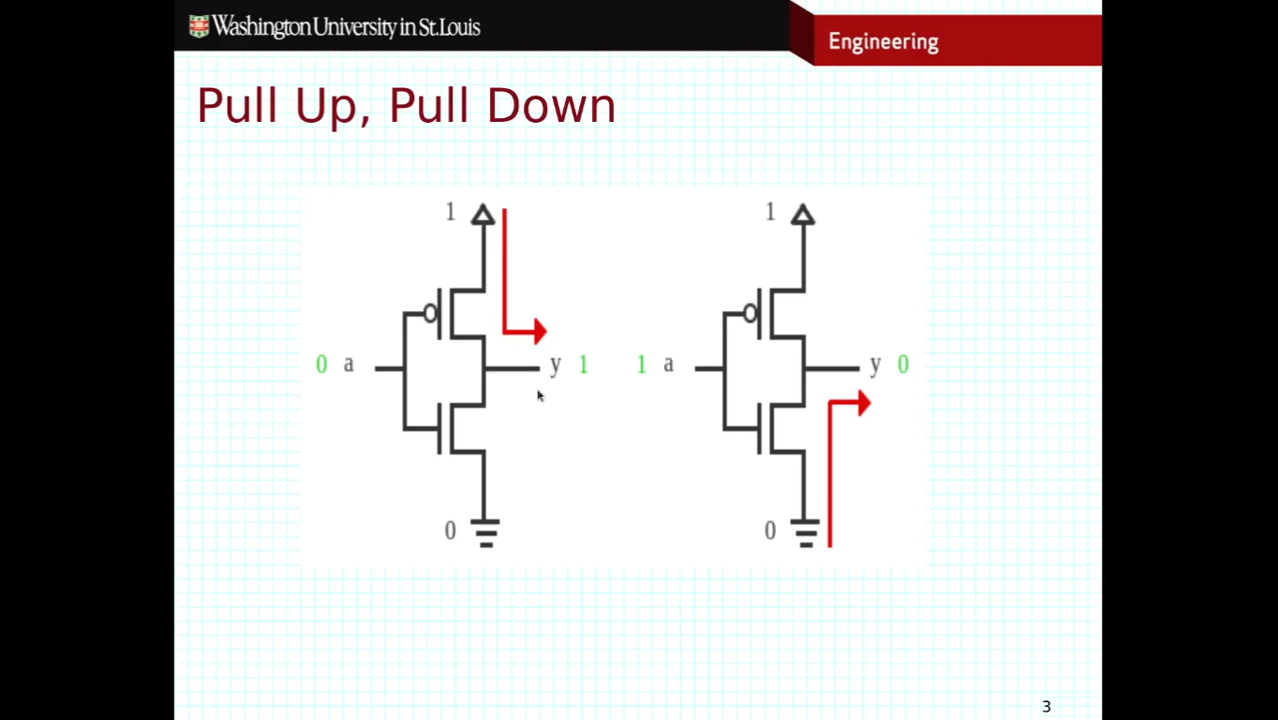 Washington University in St.Louis
Engineering
Pull Up, Pull Down
1
1
0 a
y 1
1 a
y 0
0
0
3